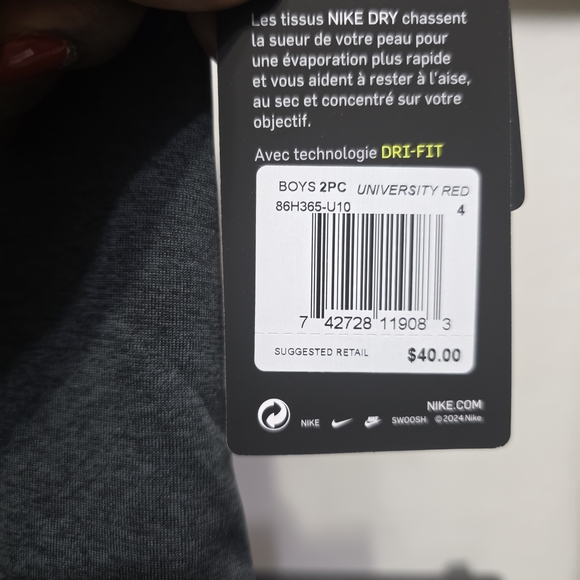 Les tissus NIKE DRY chassent
la sueur de votre peau pour
une évaporation plus rapide
et vous aident à rester à l'aise,
au sec et concentré sur votre
objectif.
Avec technologie DRI-FIT
BOYS 2PC UNIVERSITY RED
86H365-U10 4
7 42728 11908 3
SUGGESTED RETAIL $40.00
NIKE.COM
NIKE SWOOSH ©2024 Nike